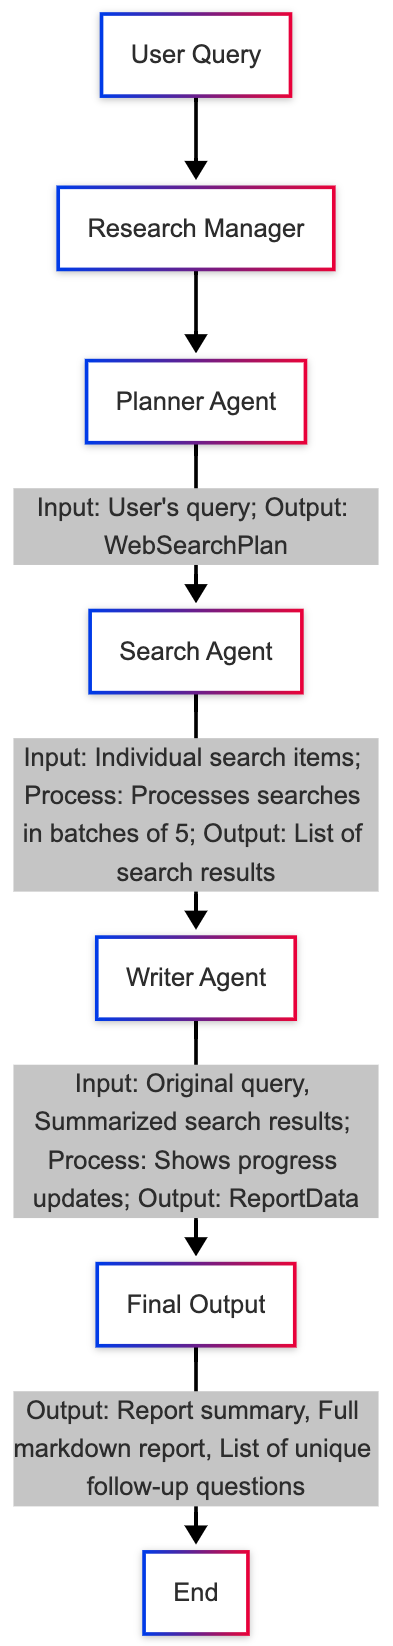 User Query
Research Manager
Planner Agent
Input: User's query; Output:
WebSearchPlan
Search Agent
Input: Individual search items;
Process: Processes searches
in batches of 5; Output: List of
search results
Writer Agent
Input: Original query,
Summarized search results;
Process: Shows progress
updates; Output: ReportData
Final Output
Output: Report summary, Full
markdown report, List of unique
follow-up questions
End